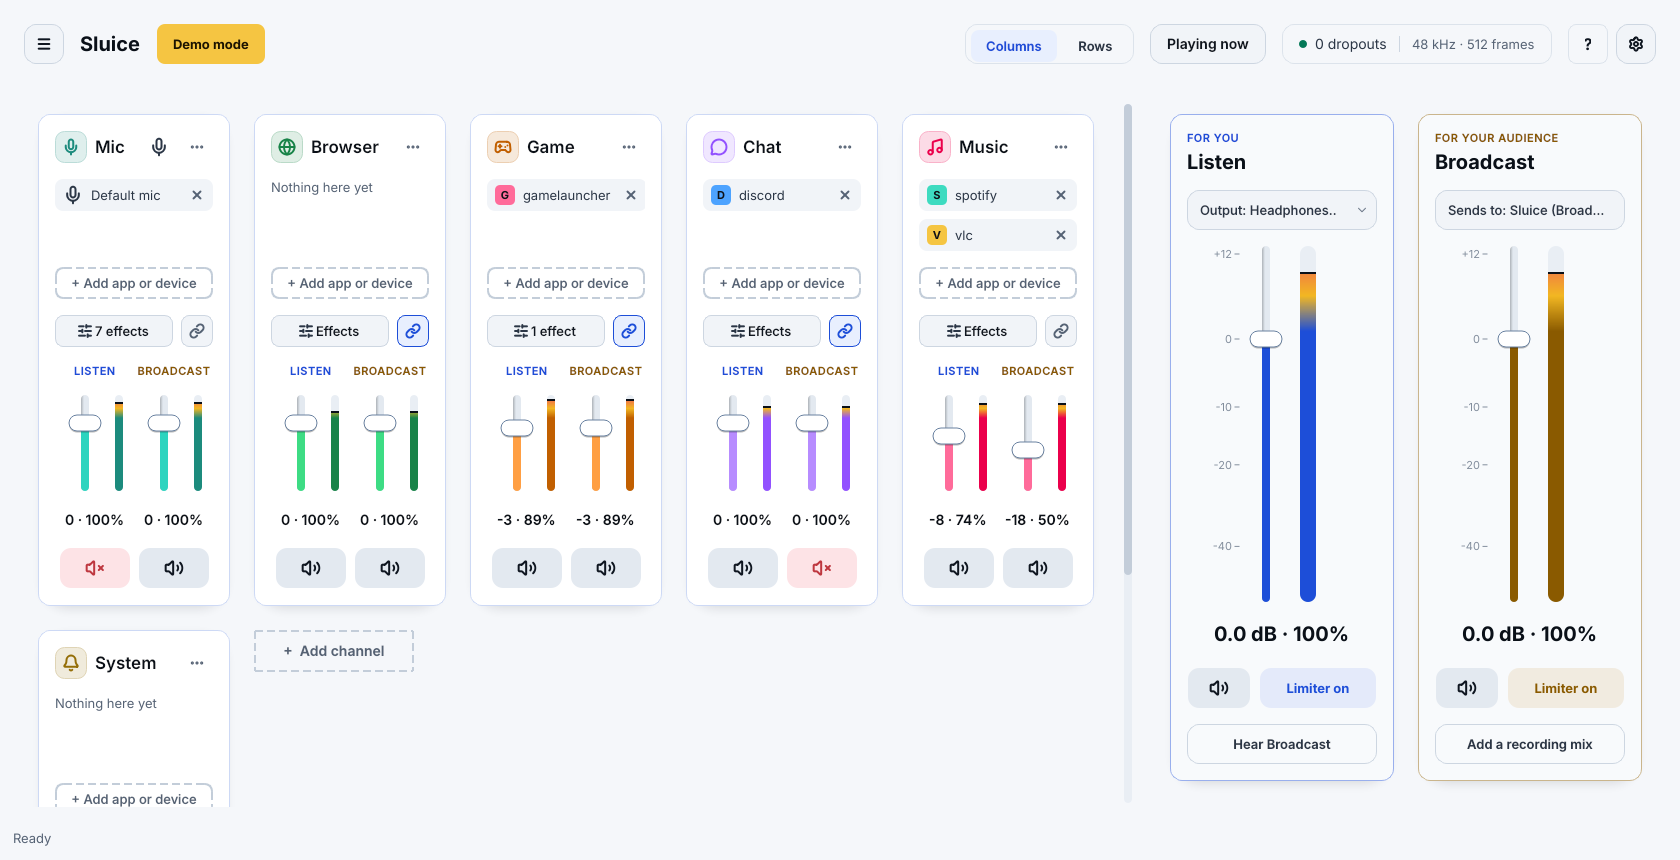 Sluice
Demo mode
Columns
Rows
Playing now
0 dropouts
48 kHz · 512 frames
?
Mic
Default mic
+ Add app or device
7 effects
LISTEN
BROADCAST
0 · 100%
0 · 100%
Browser
Nothing here yet
+ Add app or device
Effects
LISTEN
BROADCAST
0 · 100%
0 · 100%
Game
G
gamelauncher
+ Add app or device
1 effect
LISTEN
BROADCAST
-3 · 89%
-3 · 89%
Chat
D
discord
+ Add app or device
Effects
LISTEN
BROADCAST
0 · 100%
0 · 100%
Music
S
spotify
V
vlc
+ Add app or device
Effects
LISTEN
BROADCAST
-8 · 74%
-18 · 50%
System
Nothing here yet
+ Add app or device
+ Add channel
FOR YOU
Listen
Output: Headphones..
+12
0
-10
-20
-40
0.0 dB · 100%
Limiter on
Hear Broadcast
FOR YOUR AUDIENCE
Broadcast
Sends to: Sluice (Broad...
+12
0
-10
-20
-40
0.0 dB · 100%
Limiter on
Add a recording mix
Ready